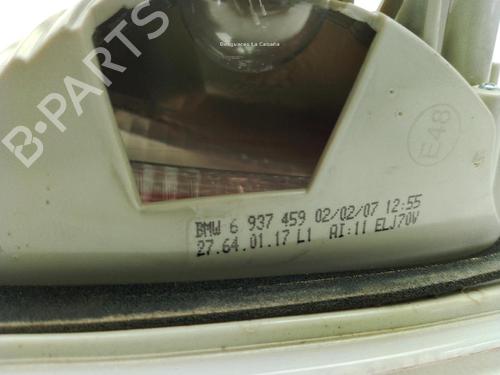 Desguaces La Cabaña
B-PARTS
E48
BMW 6 937 459 02/02/07 12:55
27.64.01.17 L1 AI:11 ELJ70V